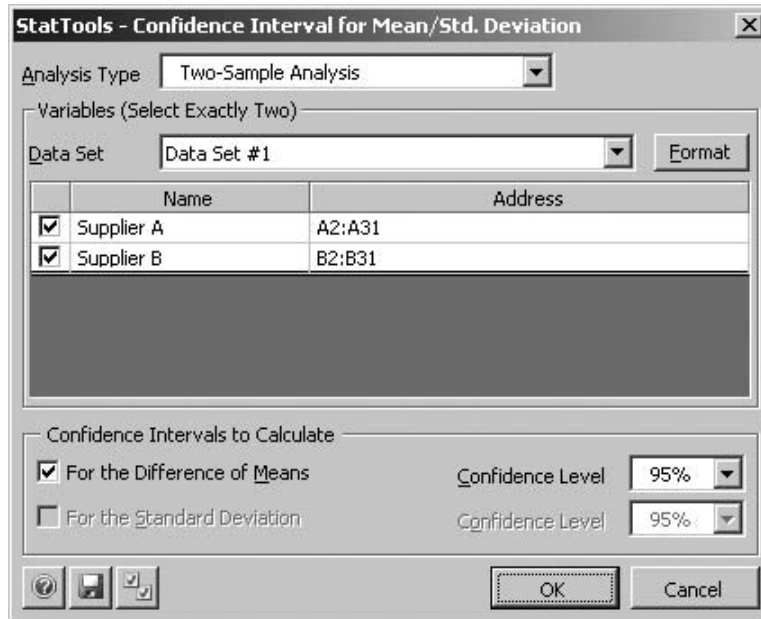 StatTools - Confidence Interval for Mean/Std. Deviation
Analysis Type Two-Sample Analysis
Variables (Select Exactly Two)
Data Set Data Set #1 Format
Name Address
Supplier A A2:A31
Supplier B B2:B31
Confidence Intervals to Calculate
For the Difference of Means Confidence Level 95%
For the Standard Deviation Confidence Level 95%
OK Cancel